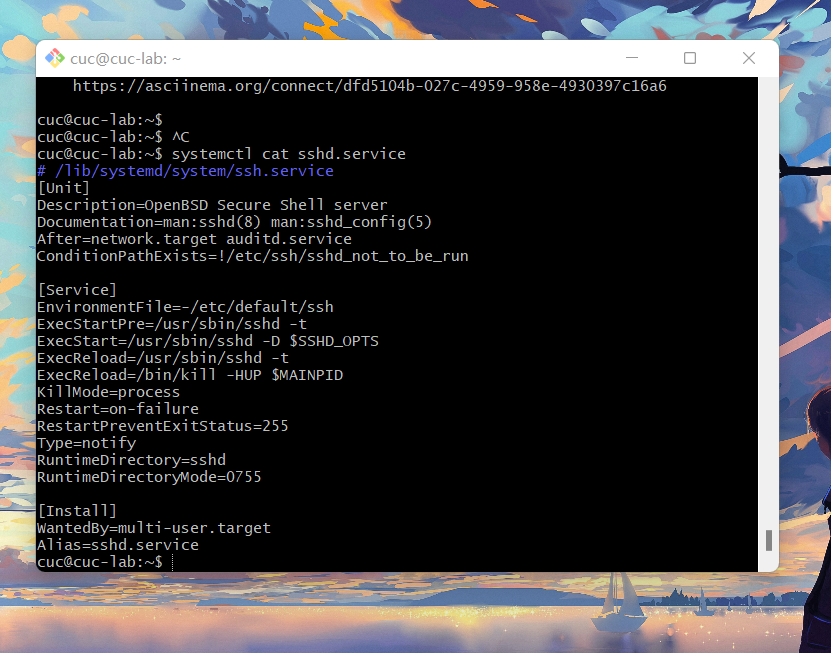 cuc@cuc-lab: ~
https://asciinema.org/connect/dfd5104b-027c-4959-958e-4930397c16a6
cuc@cuc-lab:~$
cuc@cuc-lab:~$ ^C
cuc@cuc-lab:~$ systemctl cat sshd.service
# /lib/systemd/system/ssh.service
[Unit]
Description=OpenBSD Secure Shell server
Documentation=man:sshd(8) man:sshd_config(5)
After=network.target auditd.service
ConditionPathExists=!/etc/ssh/sshd_not_to_be_run
[Service]
EnvironmentFile=-/etc/default/ssh
ExecStartPre=/usr/sbin/sshd -t
ExecStart=/usr/sbin/sshd -D $SSHD_OPTS
ExecReload=/usr/sbin/sshd -t
ExecReload=/bin/kill -HUP $MAINPID
KillMode=process
Restart=on-failure
RestartPreventExitStatus=255
Type=notify
RuntimeDirectory=sshd
RuntimeDirectoryMode=0755
[Install]
WantedBy=multi-user.target
Alias=sshd.service
cuc@cuc-lab:~$